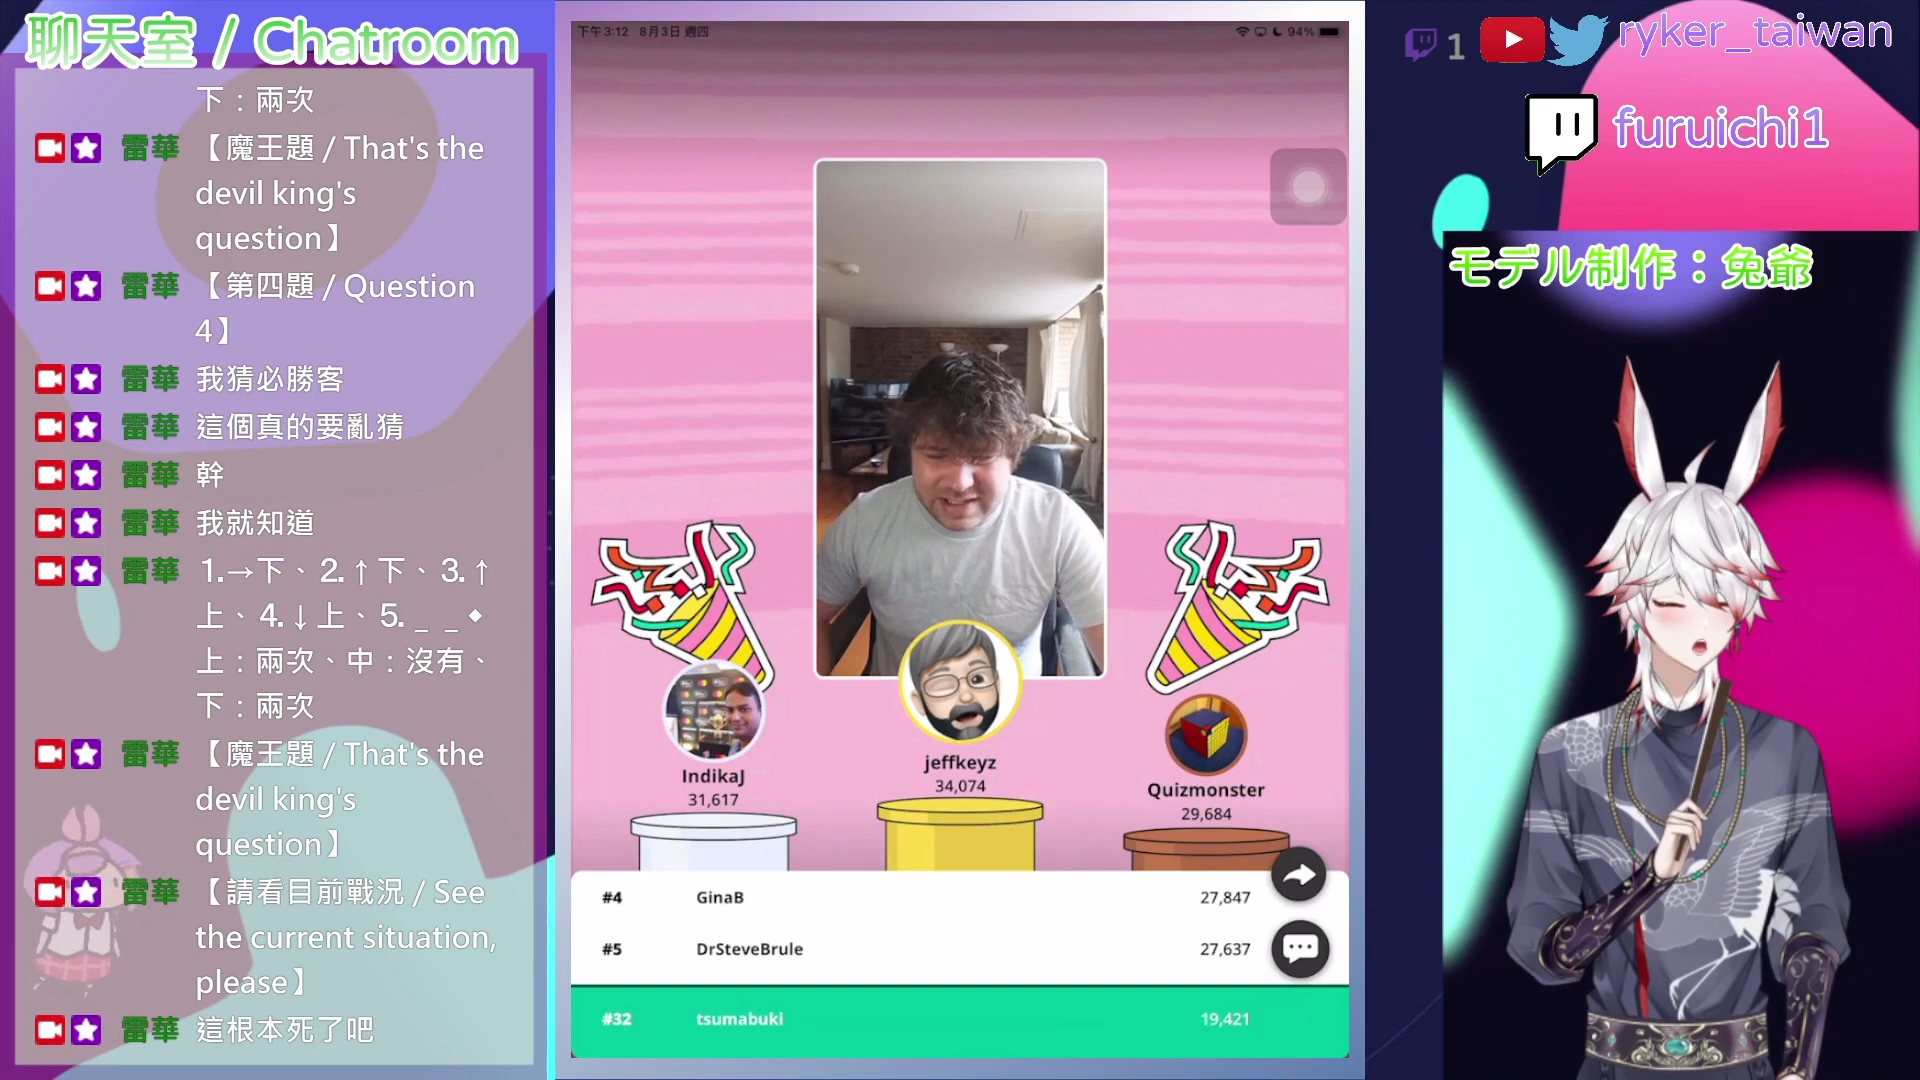 聊天室 / Chatroom
下：兩次
雷華 【魔王題 / That's the
devil king's
question】
雷華 【第四題 / Question
4】
雷華 我猜必勝客
雷華 這個真的要亂猜
雷華 幹
雷華 我就知道
雷華 1.→下、2.↑下、3.↑
上、4.↓上、5. _ _ ◆
上：兩次、中：沒有、
下：兩次
雷華 【魔王題 / That's the
devil king's
question】
雷華 【請看目前戰況 / See
the current situation,
please】
雷華 這根本死了吧
下午3:12 8月3日 週四
94%
IndikaJ
31,617
jeffkeyz
34,074
Quizmonster
29,684
#4 GinaB 27,847
#5 DrSteveBrule 27,637
#32 tsumabuki 19,421
1
ryker_taiwan
furuichi1
モデル制作：兔爺